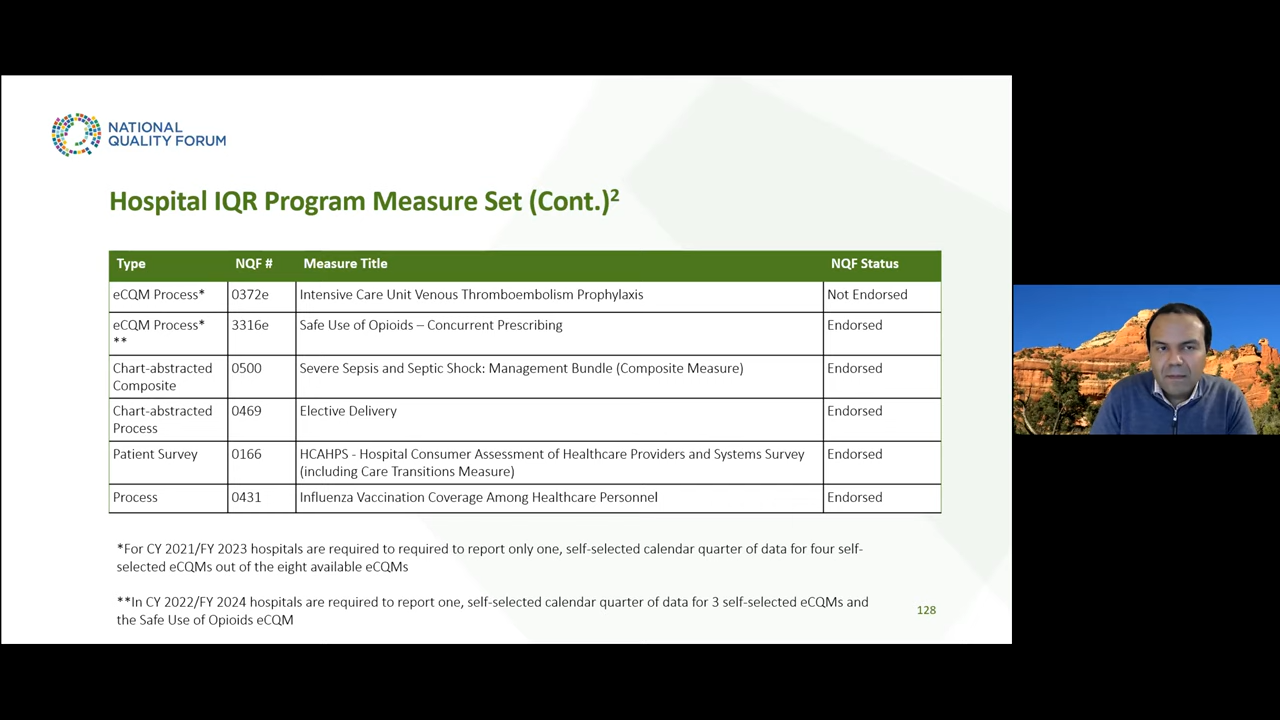 NATIONAL
QUALITY FORUM
Hospital IQR Program Measure Set (Cont.)²
Type NQF # Measure Title NQF Status
eCQM Process* 0372e Intensive Care Unit Venous Thromboembolism Prophylaxis Not Endorsed
eCQM Process* 3316e Safe Use of Opioids – Concurrent Prescribing Endorsed
**
Chart-abstracted 0500 Severe Sepsis and Septic Shock: Management Bundle (Composite Measure) Endorsed
Composite
Chart-abstracted 0469 Elective Delivery Endorsed
Process
Patient Survey 0166 HCAHPS - Hospital Consumer Assessment of Healthcare Providers and Systems Survey Endorsed
(including Care Transitions Measure)
Process 0431 Influenza Vaccination Coverage Among Healthcare Personnel Endorsed
*For CY 2021/FY 2023 hospitals are required to required to report only one, self-selected calendar quarter of data for four self-
selected eCQMs out of the eight available eCQMs
**In CY 2022/FY 2024 hospitals are required to report one, self-selected calendar quarter of data for 3 self-selected eCQMs and
the Safe Use of Opioids eCQM
128